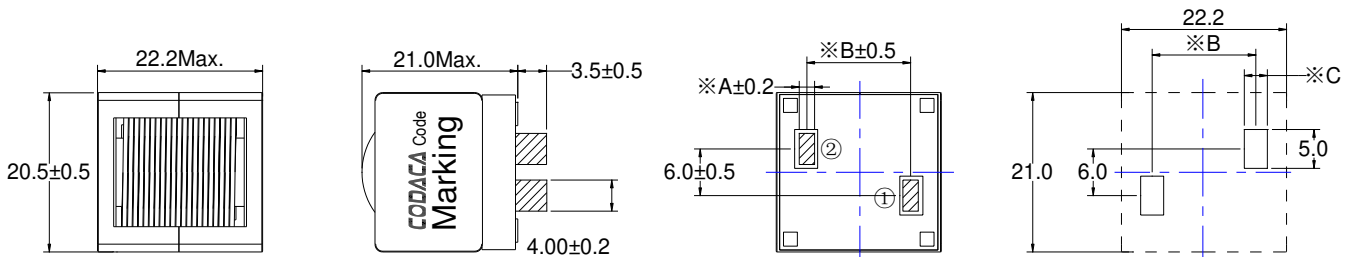 22.2Max.
20.5±0.5
21.0Max.
3.5±0.5
CODACA Code
Marking
4.00±0.2
※B±0.5
※A±0.2
6.0±0.5
②
①
22.2
※B
※C
21.0
6.0
5.0